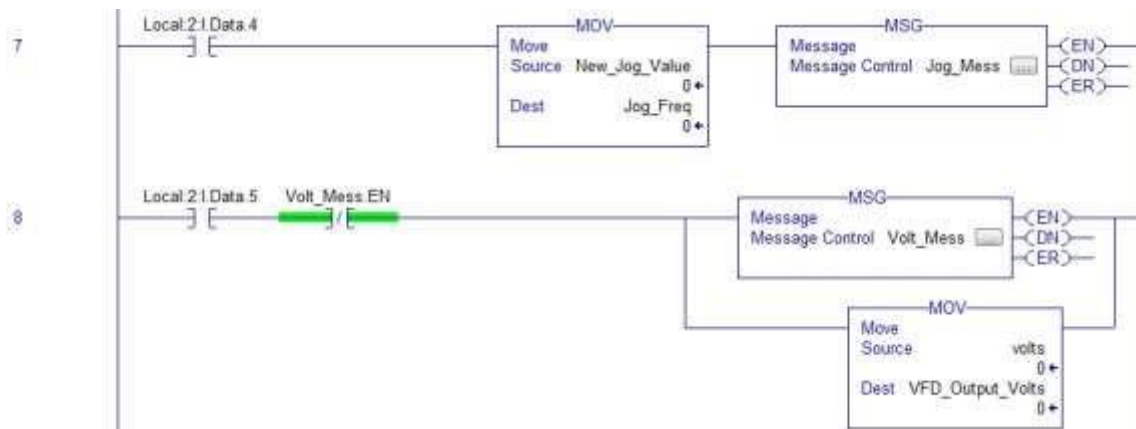 Local:2:I.Data.4
MOV
MSG
7
Move
Source New_Jog_Value
0
Dest Jog_Freq
0
Message
Message Control Jog_Mess ...
EN
DN
ER
Local:2:I.Data.5 Volt_Mess.EN
MSG
8
Message
Message Control Volt_Mess ...
EN
DN
ER
MOV
Move
Source volts
0
Dest VFD_Output_Volts
0